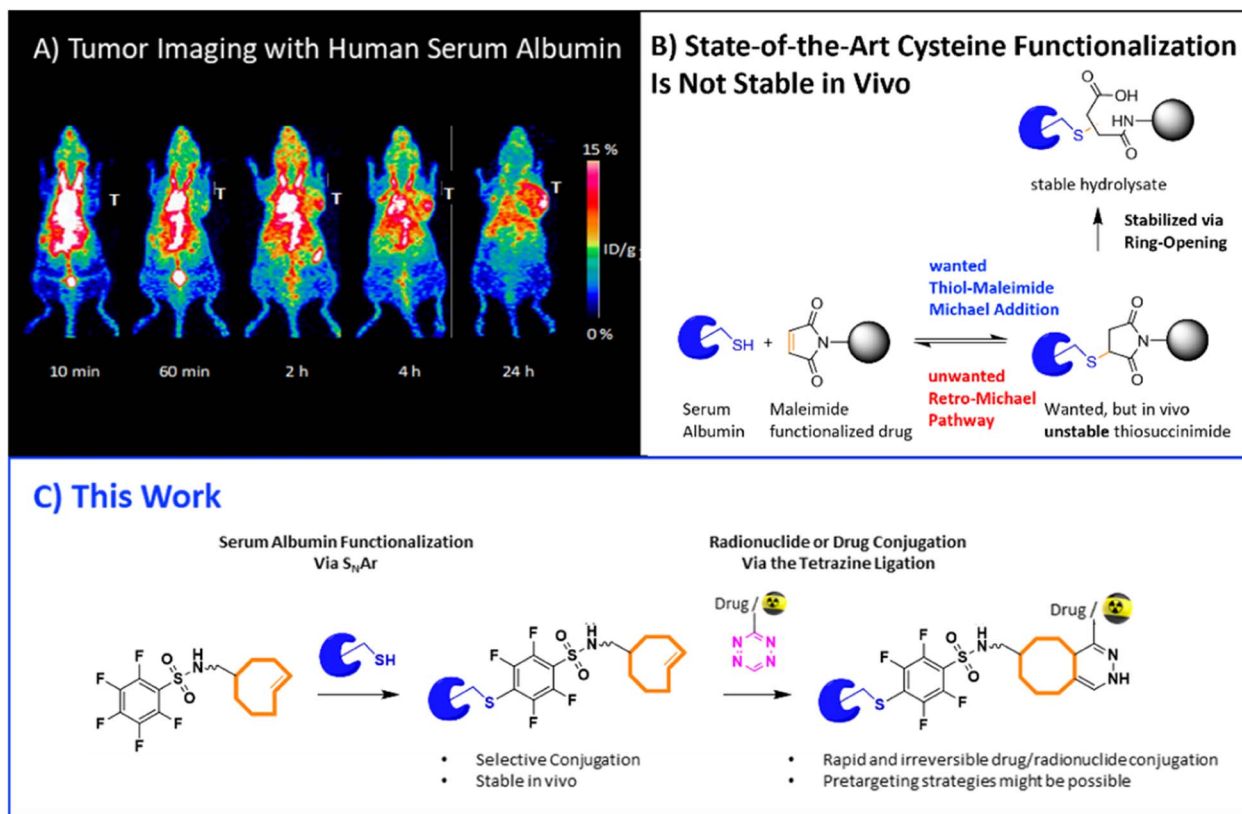 A) Tumor Imaging with Human Serum Albumin
15 %
T
T
T
T
T
ID/g
0 %
10 min
60 min
2 h
4 h
24 h
B) State-of-the-Art Cysteine Functionalization
Is Not Stable in Vivo
O
OH
HN
S
O
stable hydrolysate
Stabilized via
Ring-Opening
wanted
Thiol-Maleimide
Michael Addition
SH
+
O
N
O
O
N
S
O
unwanted
Retro-Michael
Pathway
Serum
Albumin
Maleimide
functionalized drug
Wanted, but in vivo
unstable thiosuccinimide
C) This Work
Serum Albumin Functionalization
Via SNAr
Radionuclide or Drug Conjugation
Via the Tetrazine Ligation
Drug /
Drug /
F
O
H
N
S
O
F
F
F
F
SH
F
O
H
N
S
O
F
F
F
S
N
N
N
N
F
O
H
N
S
O
F
F
F
S
N
NH
• Selective Conjugation
• Stable in vivo
• Rapid and irreversible drug/radionuclide conjugation
• Pretargeting strategies might be possible